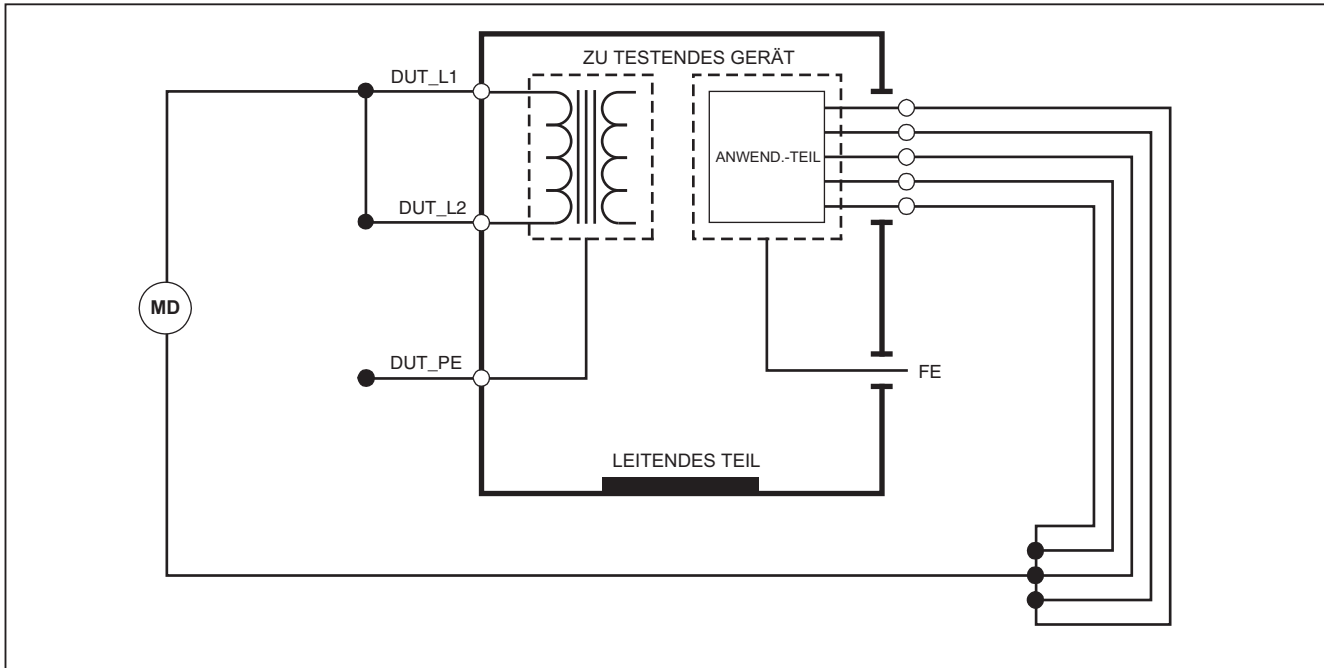 ZU TESTENDES GERÄT
DUT_L1
ANWEND.-TEIL
DUT_L2
MD
DUT_PE
FE
LEITENDES TEIL